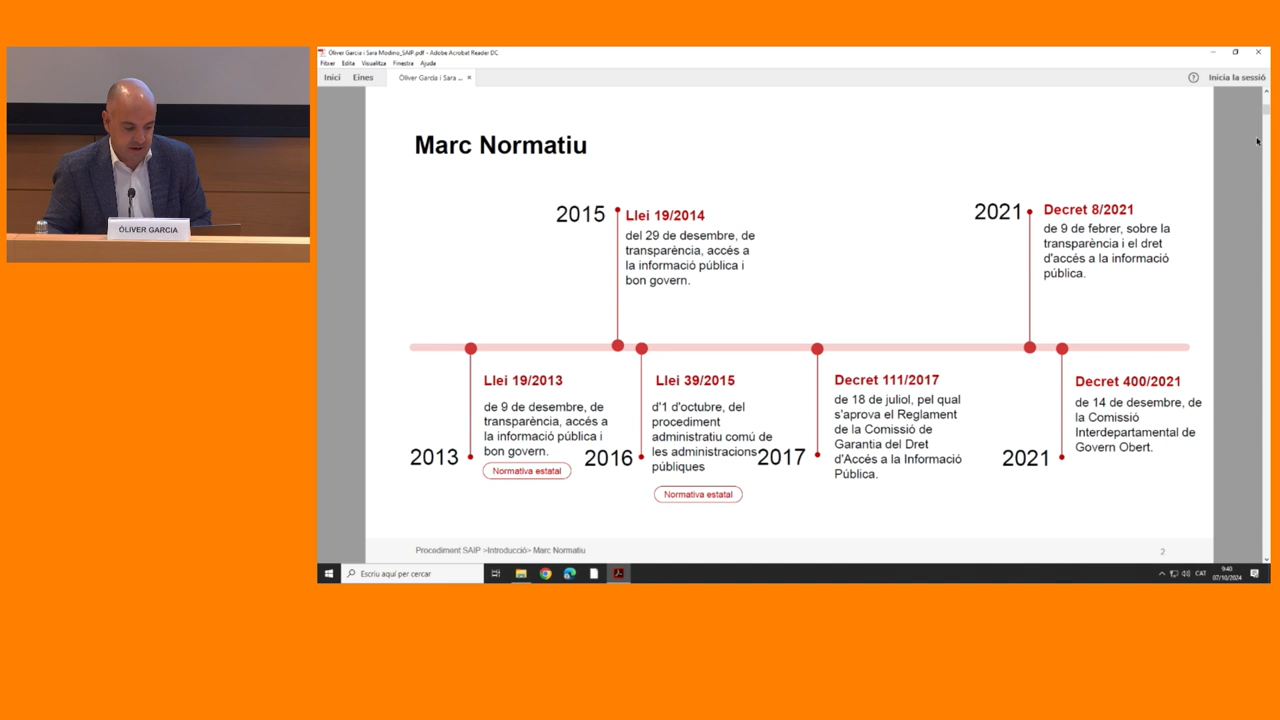 ÒLIVER GARCIA
Òliver Garcia i Sara Modino_SAIP.pdf - Adobe Acrobat Reader DC
Fitxer Edita Visualitza Finestra Ajuda
Inici Eines Òliver Garcia i Sara ... × Inicia la sessió
Marc Normatiu
2015
Llei 19/2014
del 29 de desembre, de
transparència, accés a
la informació pública i
bon govern.
2021
Decret 8/2021
de 9 de febrer, sobre la
transparència i el dret
d'accés a la informació
pública.
2013
Llei 19/2013
de 9 de desembre, de
transparència, accés a
la informació pública i
bon govern.
Normativa estatal
2016
Llei 39/2015
d'1 d'octubre, del
procediment
administratiu comú de
les administracions
públiques
Normativa estatal
2017
Decret 111/2017
de 18 de juliol, pel qual
s'aprova el Reglament
de la Comissió de
Garantia del Dret
d'Accés a la Informació
Pública.
2021
Decret 400/2021
de 14 de desembre, de
la Comissió
Interdepartamental de
Govern Obert.
Procediment SAIP >Introducció> Marc Normatiu
2
Escriu aquí per cercar
CAT
9:40
07/10/2024